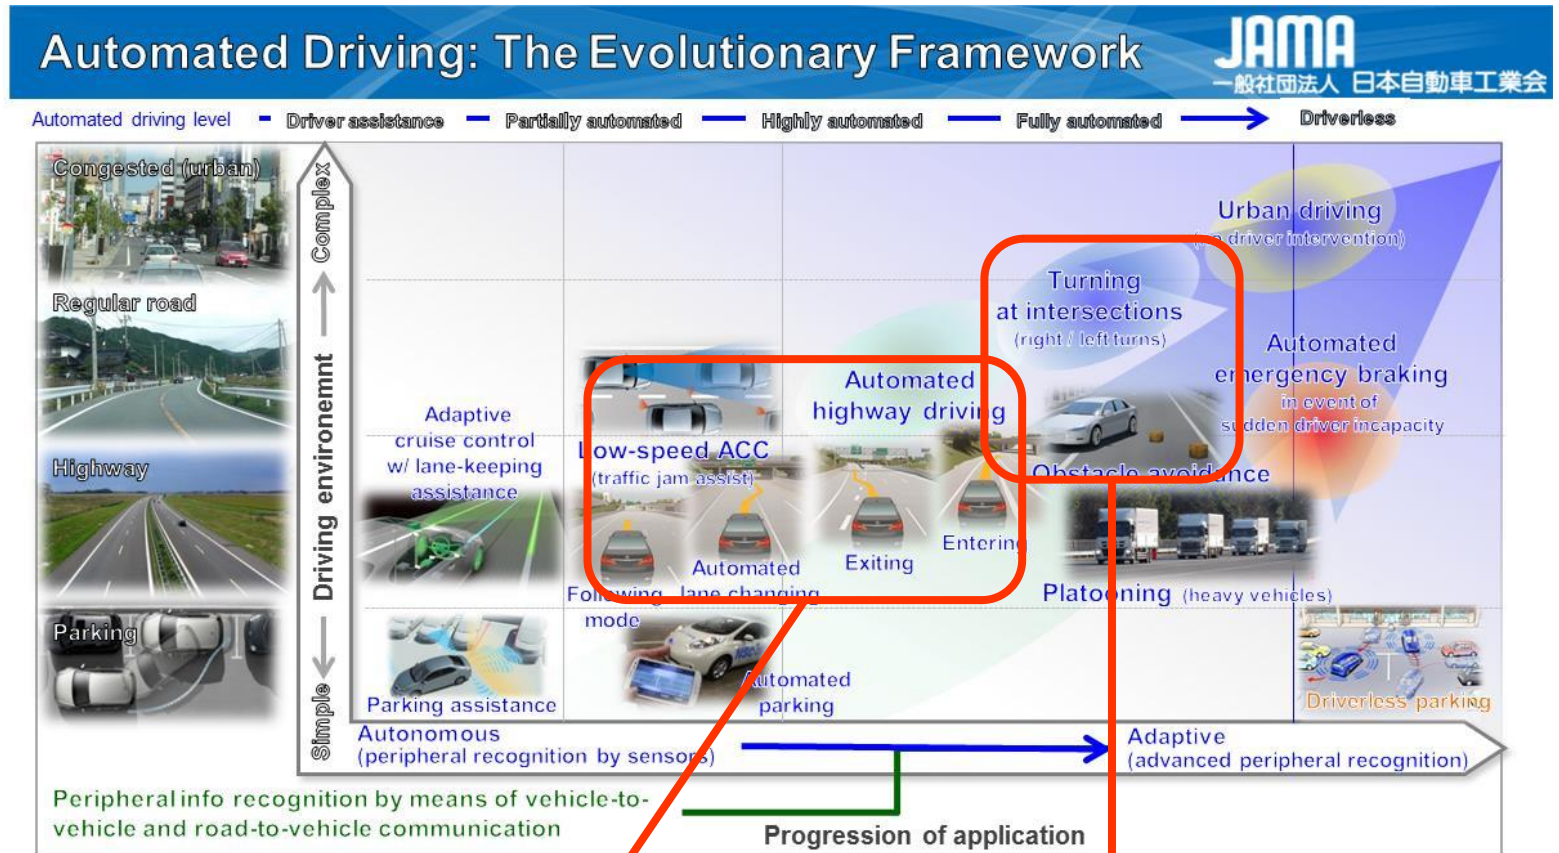 Automated Driving: The Evolutionary Framework
JAMA
一般社団法人 日本自動車工業会
Automated driving level
Driver assistance
Partially automated
Highly automated
Fully automated
Driverless
Congested (urban)
Regular road
Highway
Parking
Complex
Driving environemnt
Simple
Urban driving
(no driver intervention)
Turning
at intersections
(right / left turns)
Automated
emergency braking
in event of
sudden driver incapacity
Automated
highway driving
Adaptive
cruise control
w/ lane-keeping
assistance
Low-speed ACC
(traffic jam assist)
Obstacle avoidance
Entering
Exiting
Automated
lane changing
Following
mode
Platooning (heavy vehicles)
Parking assistance
Automated
parking
Driverless parking
Autonomous
(peripheral recognition by sensors)
Adaptive
(advanced peripheral recognition)
Peripheral info recognition by means of vehicle-to-
vehicle and road-to-vehicle communication
Progression of application